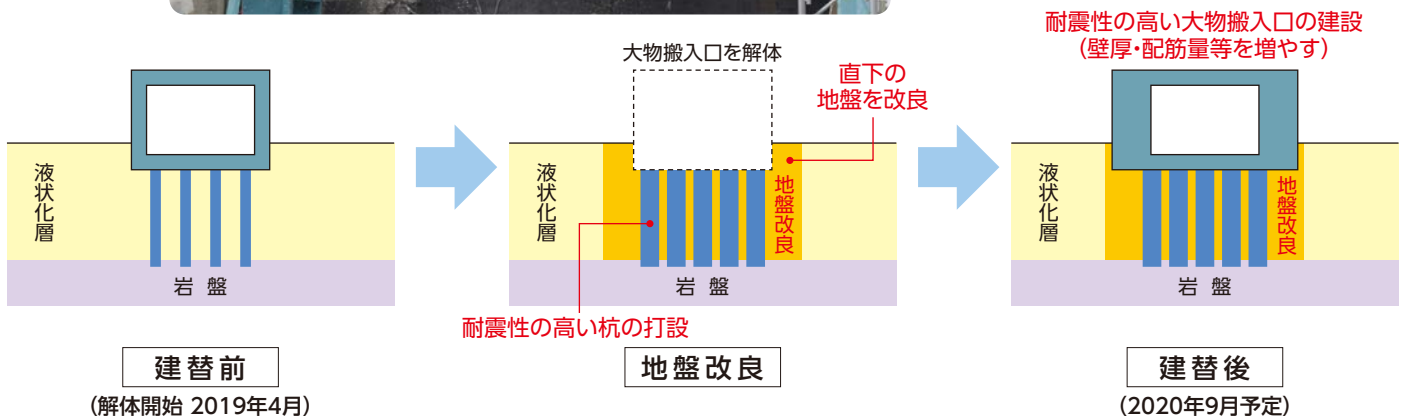 耐震性の高い大物搬入口の建設
（壁厚・配筋量等を増やす）
大物搬入口を解体
直下の
地盤を改良
液状化層
岩盤
液状化層
地盤改良
岩盤
液状化層
地盤改良
岩盤
耐震性の高い杭の打設
建替前
（解体開始 2019年4月）
地盤改良
建替後
（2020年9月予定）